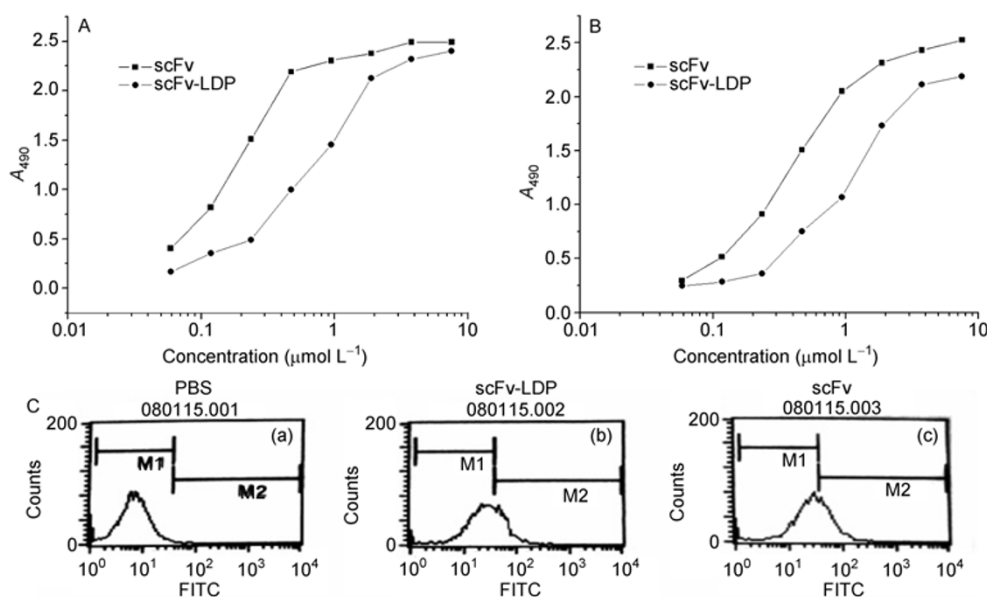 A
2.5
2.0
1.5
1.0
0.5
0.0
A490
scFv
scFv-LDP
0.01 0.1 1 10
Concentration (μmol L⁻¹)
B
2.5
2.0
1.5
1.0
0.5
0.0
A490
scFv
scFv-LDP
0.01 0.1 1 10
Concentration (μmol L⁻¹)
C
PBS
080115.001
200
(a)
M1
M2
Counts
0
10⁰ 10¹ 10² 10³ 10⁴
FITC
scFv-LDP
080115.002
200
(b)
M1
M2
Counts
0
10⁰ 10¹ 10² 10³ 10⁴
FITC
scFv
080115.003
200
(c)
M1
M2
Counts
0
10⁰ 10¹ 10² 10³ 10⁴
FITC